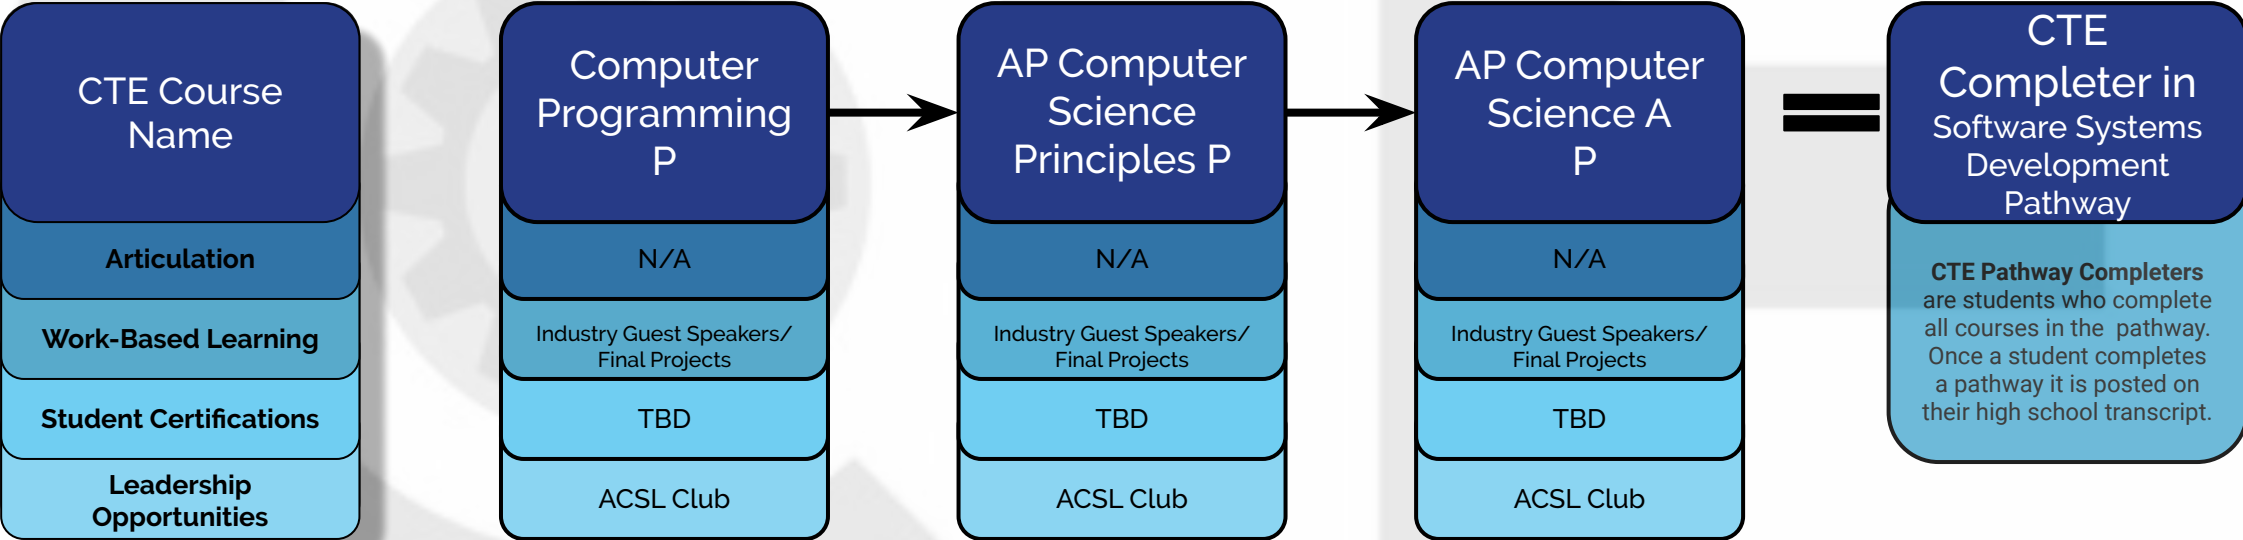 CTE Course
Name
Articulation
Work-Based Learning
Student Certifications
Leadership
Opportunities
Computer
Programming
P
N/A
Industry Guest Speakers/
Final Projects
TBD
ACSL Club
AP Computer
Science
Principles P
N/A
Industry Guest Speakers/
Final Projects
TBD
ACSL Club
AP Computer
Science A
P
N/A
Industry Guest Speakers/
Final Projects
TBD
ACSL Club
CTE
Completer in
Software Systems
Development
Pathway
CTE Pathway Completers
are students who complete
all courses in the pathway.
Once a student completes
a pathway it is posted on
their high school transcript.